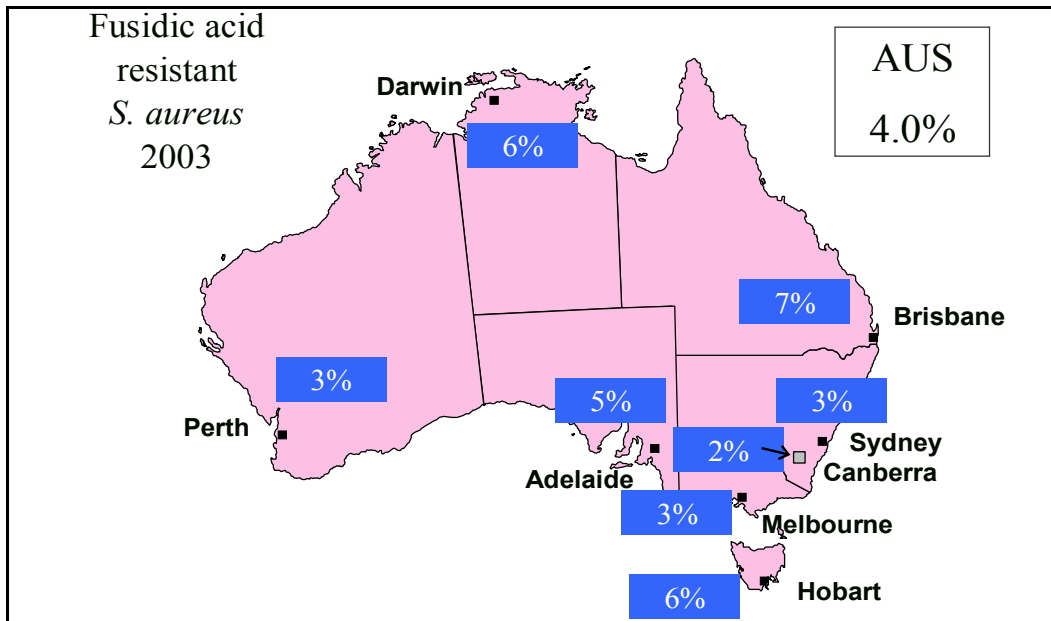 Fusidic acid
resistant
S. aureus
2003
AUS
4.0%
Darwin
6%
7%
Brisbane
3%
Perth
5%
Adelaide
3%
Sydney
2%
Canberra
3%
Melbourne
6%
Hobart